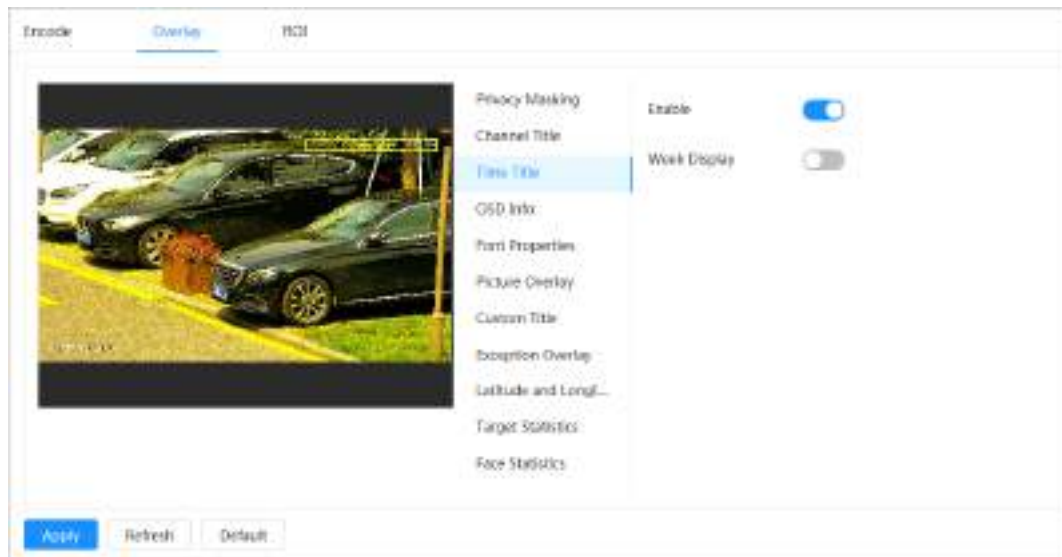 Encode Overlay ROI
Privacy Masking
Enable
Channel Title
Time Title
Week Display
OSD Info
Font Properties
Picture Overlay
Custom Title
Exception Overlay
Latitude and Longi...
Target Statistics
Face Statistics
Apply Refresh Default